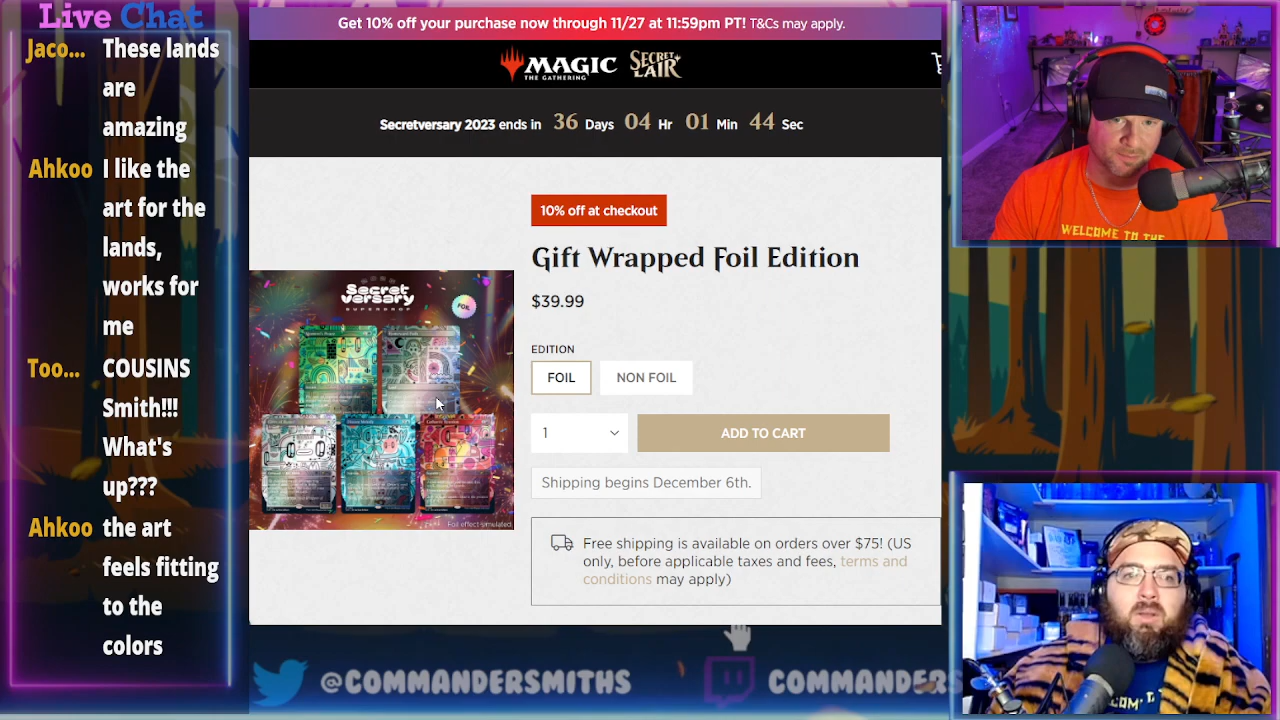 Live Chat
Jaco... These lands
are
amazing
Ahkoo I like the
art for the
lands,
works for
me
Too... COUSINS
Smith!!!
What's
up???
Ahkoo the art
feels fitting
to the
colors
Get 10% off your purchase now through 11/27 at 11:59pm PT! T&Cs may apply.
MAGIC
THE GATHERING
SECRET
LAIR
Secretversary 2023 ends in 36 Days 04 Hr 01 Min 44 Sec
10% off at checkout
Gift Wrapped Foil Edition
$39.99
EDITION
FOIL NON FOIL
1
ADD TO CART
Shipping begins December 6th.
Free shipping is available on orders over $75! (US
only, before applicable taxes and fees, terms and
conditions may apply)
Secret
versary
SUPERDROP
FOIL
Foil effect simulated
@COMMANDERSMITHS
COMMANDERS
WELCOME TO THE